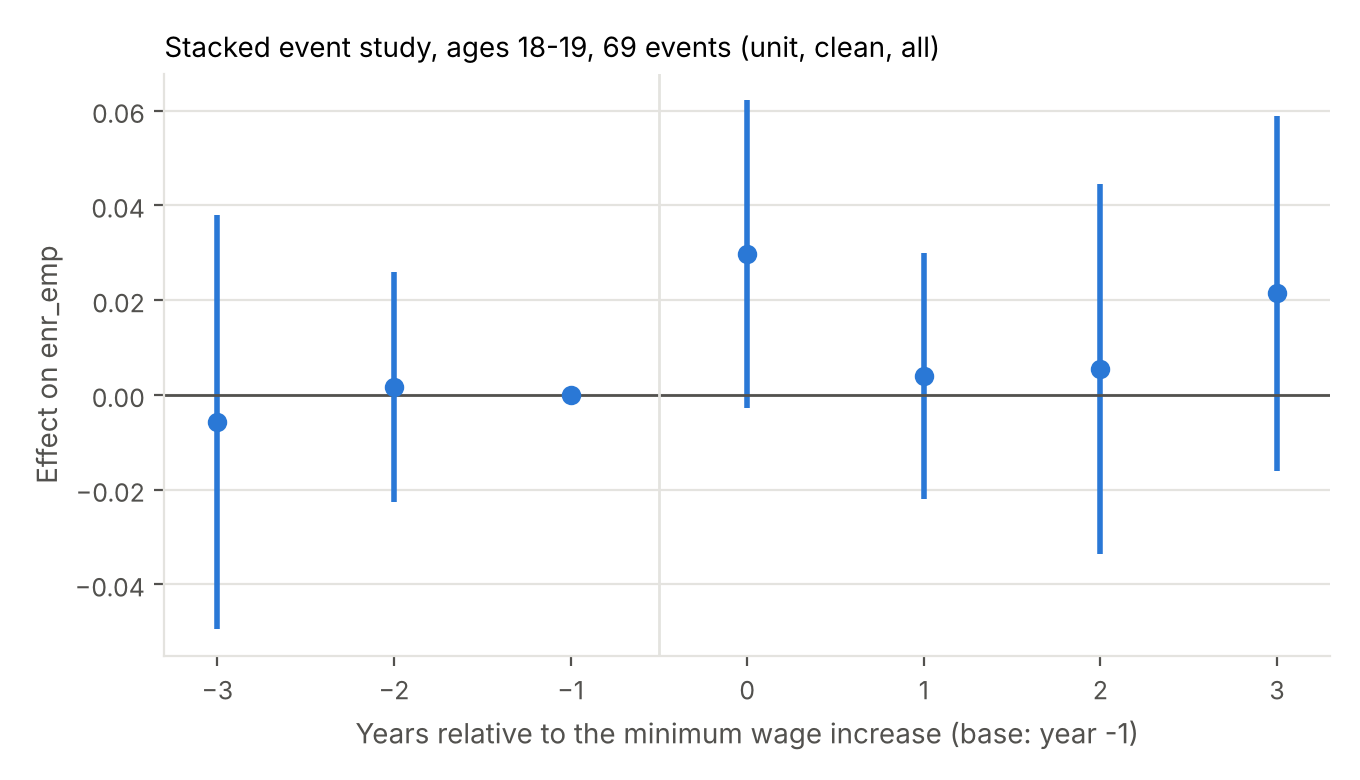 Stacked event study, ages 18-19, 69 events (unit, clean, all)
Effect on enr_emp
0.06
0.04
0.02
0.00
−0.02
−0.04
−3 −2 −1 0 1 2 3
Years relative to the minimum wage increase (base: year -1)